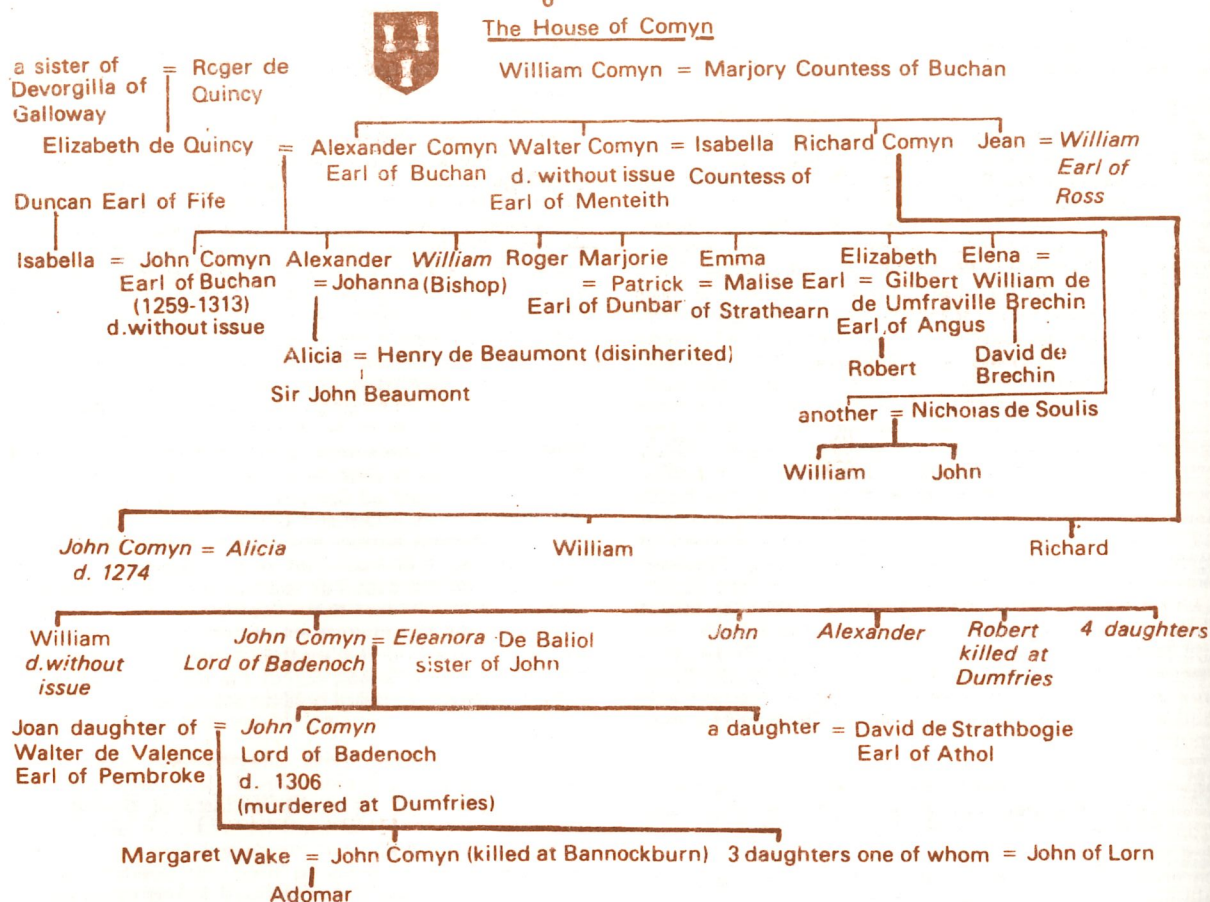 The House of Comyn
a sister of = Roger de
Devorgilla of Quincy
Galloway
William Comyn = Marjory Countess of Buchan
Elizabeth de Quincy = Alexander Comyn Walter Comyn = Isabella Richard Comyn Jean = William
Earl of Buchan d. without issue Countess of Earl of
Earl of Menteith Ross
Duncan Earl of Fife
Isabella = John Comyn Alexander William Roger Marjorie Emma Elizabeth Elena =
Earl of Buchan = Johanna (Bishop) = Patrick = Malise Earl = Gilbert William de
(1259-1313) Earl of Dunbar of Strathearn de Umfraville Brechin
d. without issue Earl of Angus
Alicia = Henry de Beaumont (disinherited)
Sir John Beaumont
Robert David de
Brechin
another = Nicholas de Soulis
William John
John Comyn = Alicia William Richard
d. 1274
William John Comyn = Eleanora De Baliol John Alexander Robert 4 daughters
d. without Lord of Badenoch sister of John killed at
issue Dumfries
Joan daughter of = John Comyn a daughter = David de Strathbogie
Walter de Valence Lord of Badenoch Earl of Athol
Earl of Pembroke d. 1306
(murdered at Dumfries)
Margaret Wake = John Comyn (killed at Bannockburn) 3 daughters one of whom = John of Lorn
Adomar